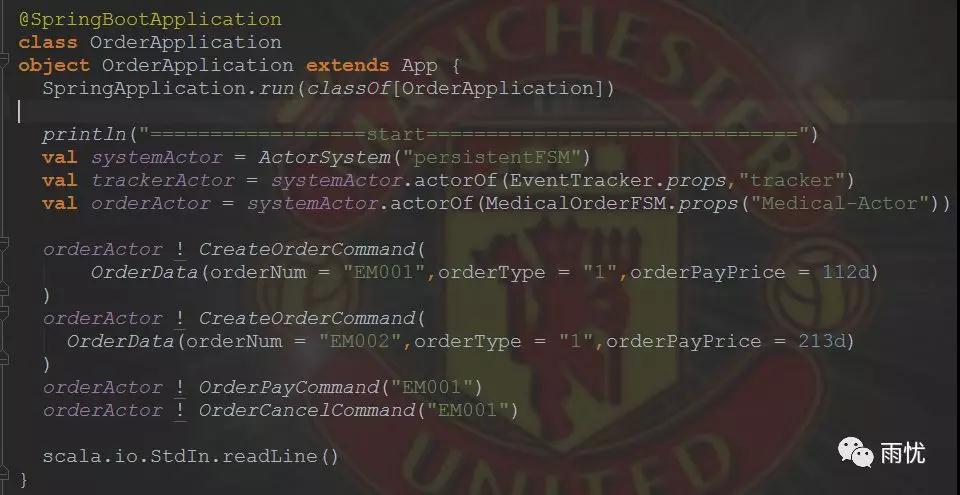 @SpringBootApplication
class OrderApplication
object OrderApplication extends App {
  SpringApplication.run(classOf[OrderApplication])

  println("==================start===============================")
  val systemActor = ActorSystem("persistentFSM")
  val trackerActor = systemActor.actorOf(EventTracker.props,"tracker")
  val orderActor = systemActor.actorOf(MedicalOrderFSM.props("Medical-Actor"))

  orderActor ! CreateOrderCommand(
      OrderData(orderNum = "EM001",orderType = "1",orderPayPrice = 112d)
  )
  orderActor ! CreateOrderCommand(
    OrderData(orderNum = "EM002",orderType = "1",orderPayPrice = 213d)
  )
  orderActor ! OrderPayCommand("EM001")
  orderActor ! OrderCancelCommand("EM001")

  scala.io.StdIn.readLine()
}
MANCHESTER
UNITED
雨忧